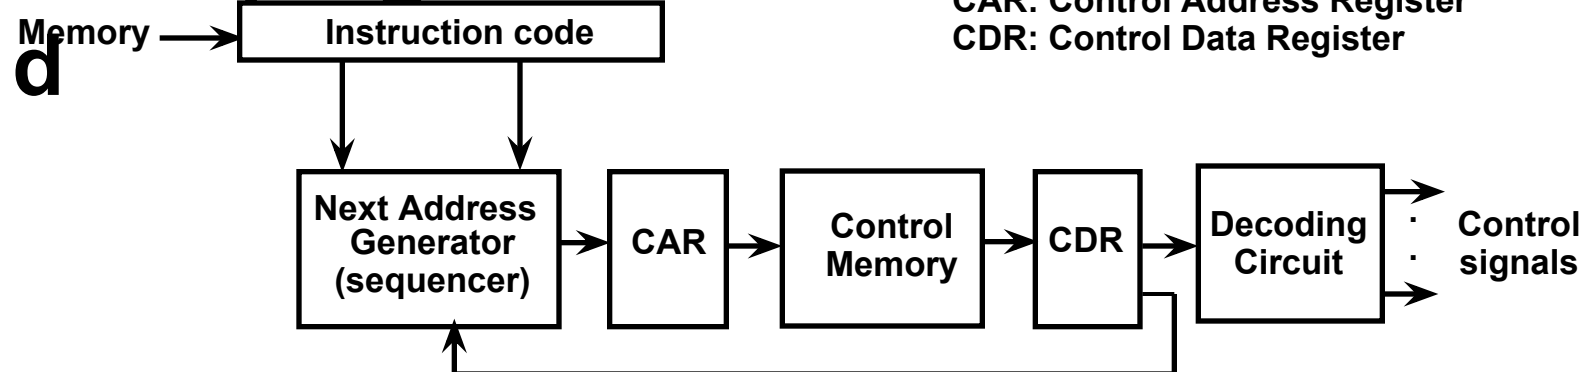 CAR: Control Address Register
Memory
Instruction code
CDR: Control Data Register
d
Next Address
Generator
(sequencer)
CAR
Control
Memory
CDR
Decoding
Circuit
.
.
Control
signals